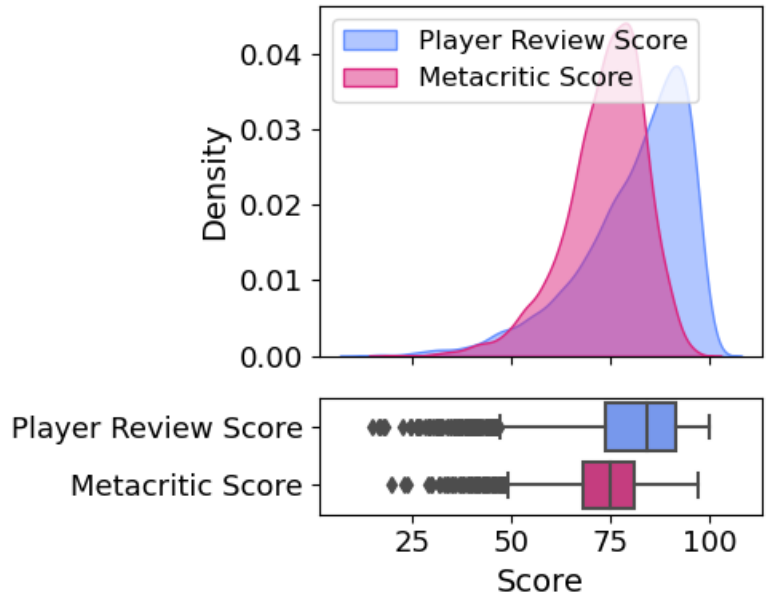 Player Review Score
Metacritic Score
Density
0.04
0.03
0.02
0.01
0.00
Player Review Score
Metacritic Score
25 50 75 100
Score